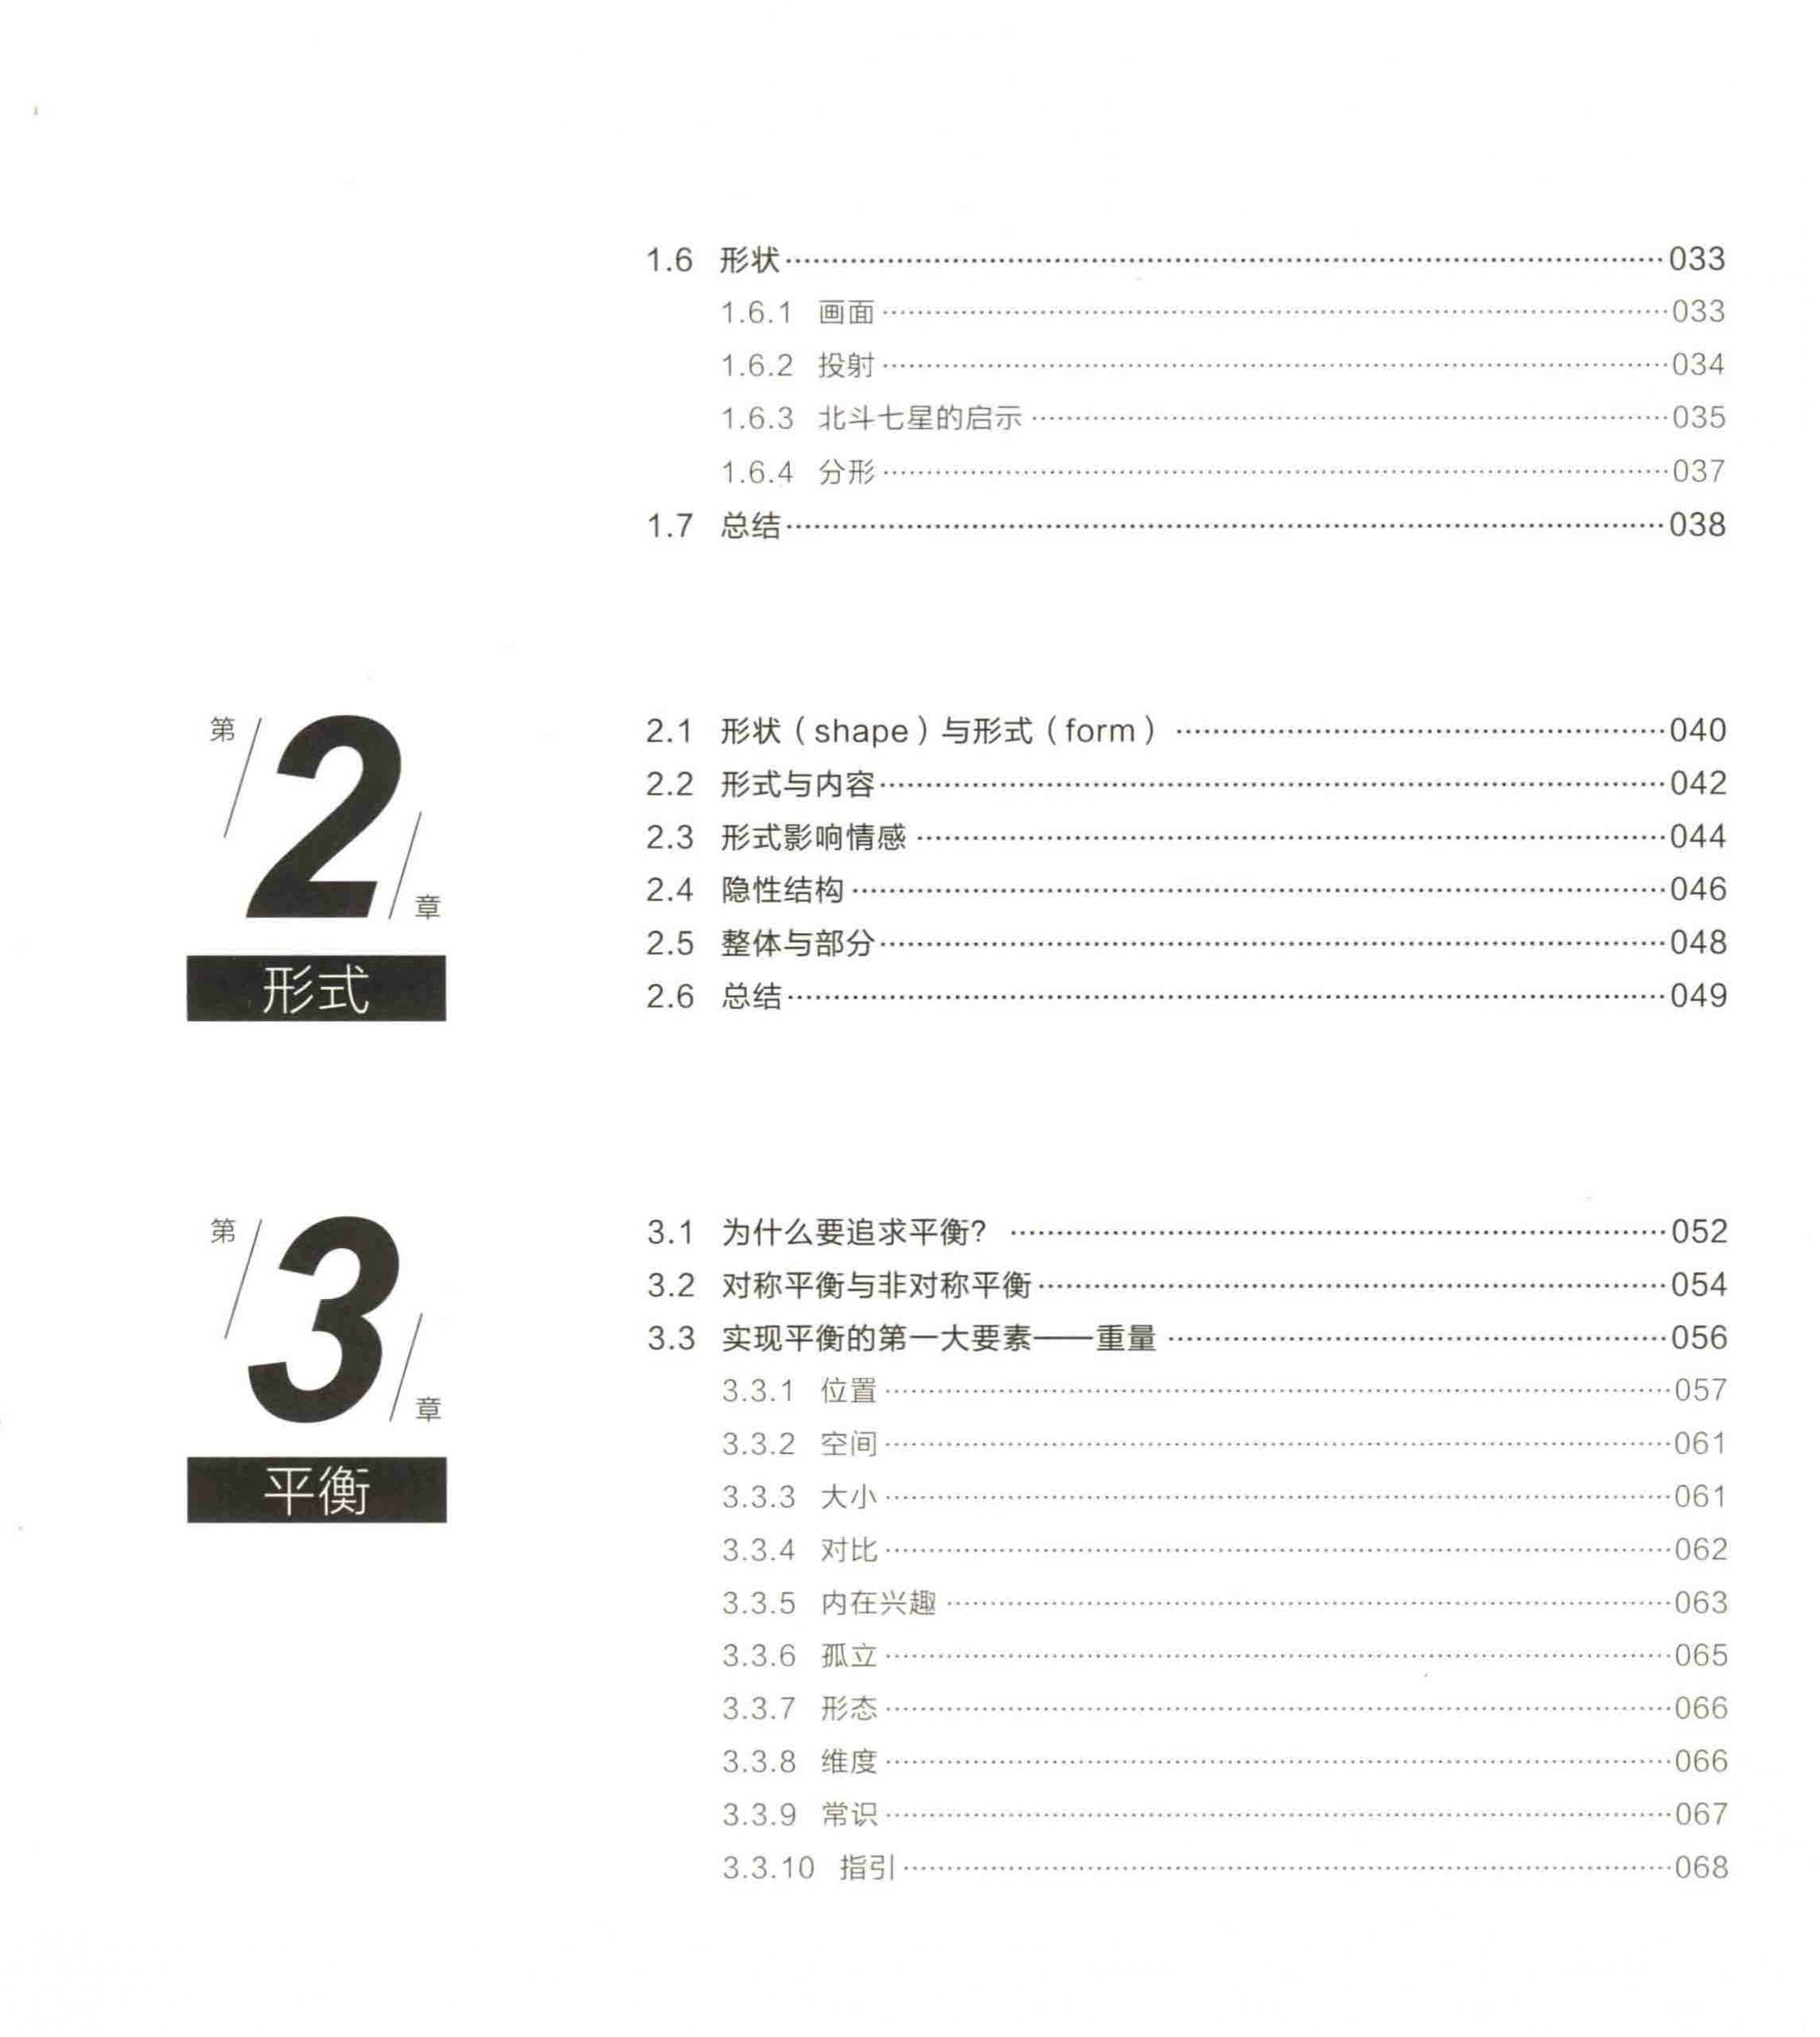 1.6 形状 033
1.6.1 画面 033
1.6.2 投射 034
1.6.3 北斗七星的启示 035
1.6.4 分形 037
1.7 总结 038
第2章
形式
2.1 形状（shape）与形式（form） 040
2.2 形式与内容 042
2.3 形式影响情感 044
2.4 隐性结构 046
2.5 整体与部分 048
2.6 总结 049
第3章
平衡
3.1 为什么要追求平衡？ 052
3.2 对称平衡与非对称平衡 054
3.3 实现平衡的第一大要素——重量 056
3.3.1 位置 057
3.3.2 空间 061
3.3.3 大小 061
3.3.4 对比 062
3.3.5 内在兴趣 063
3.3.6 孤立 065
3.3.7 形态 066
3.3.8 维度 066
3.3.9 常识 067
3.3.10 指引 068